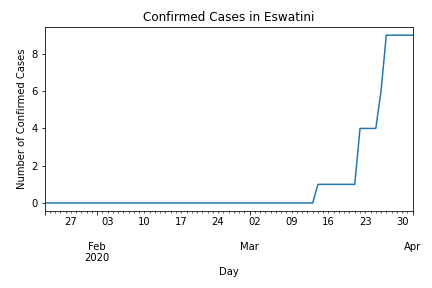 Confirmed Cases in Eswatini
Number of Confirmed Cases
8
6
4
2
0
27 03 10 17 24 02 09 16 23 30
Feb Mar Apr
2020
Day